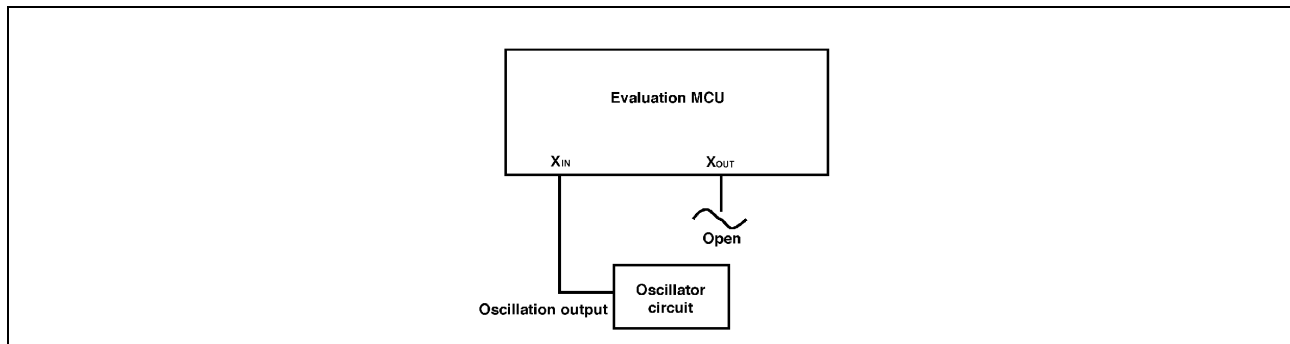 Evaluation MCU
XIN
XOUT
Open
Oscillation output
Oscillator
circuit